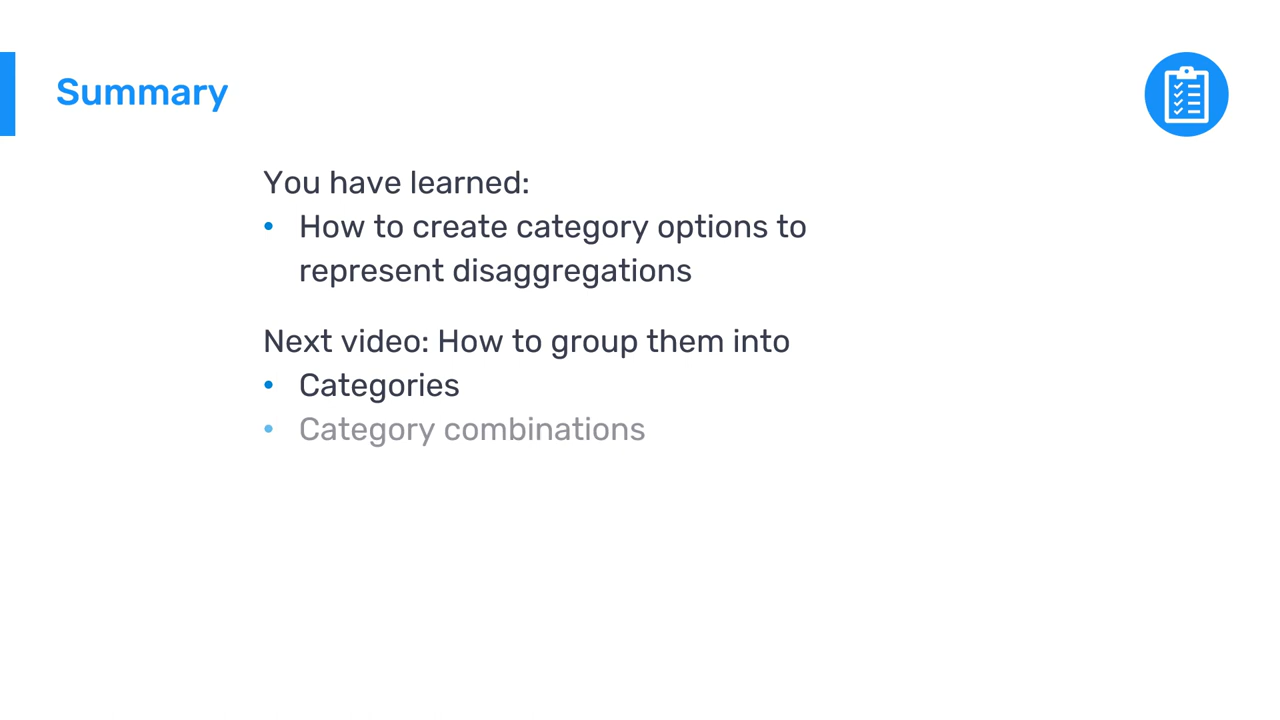 Summary
You have learned:
• How to create category options to
represent disaggregations
Next video: How to group them into
• Categories
• Category combinations